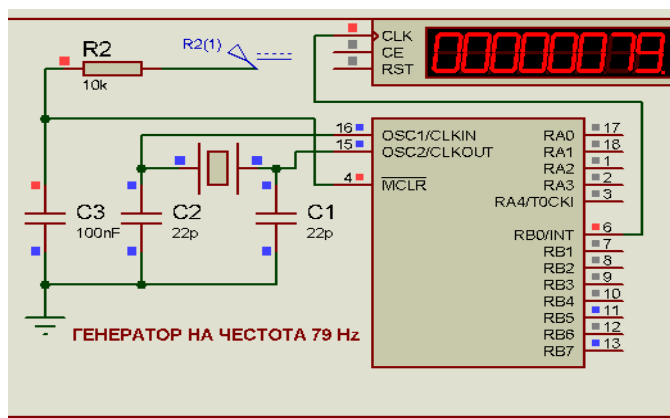 R2
R2(1)
10k
CLK
CE
RST
00000079.
16
OSC1/CLKIN
RA0
17
15
OSC2/CLKOUT
RA1
18
RA2
1
4
MCLR
RA3
2
RA4/T0CKI
3
C3
100nF
C2
22p
C1
22p
RB0/INT
6
RB1
7
RB2
8
RB3
9
RB4
10
RB5
11
RB6
12
RB7
13
ГЕНЕРАТОР НА ЧЕСТОТА 79 Hz